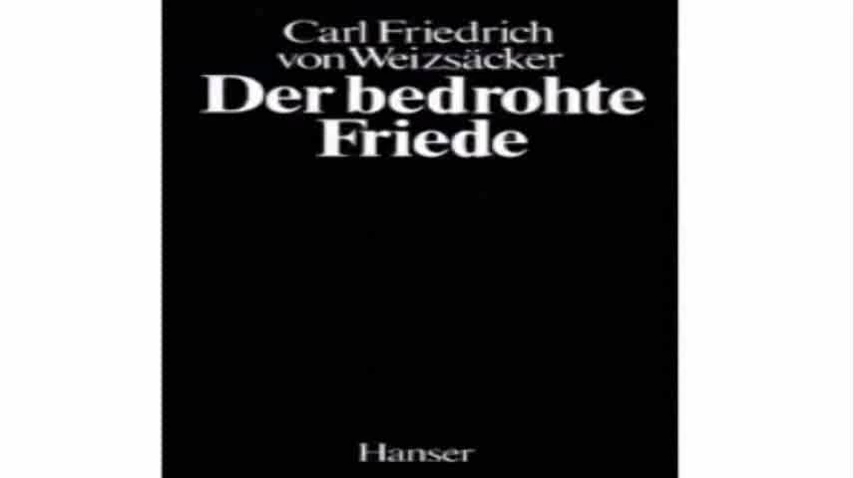 Carl Friedrich
von Weizsäcker
Der bedrohte
Friede
Hanser